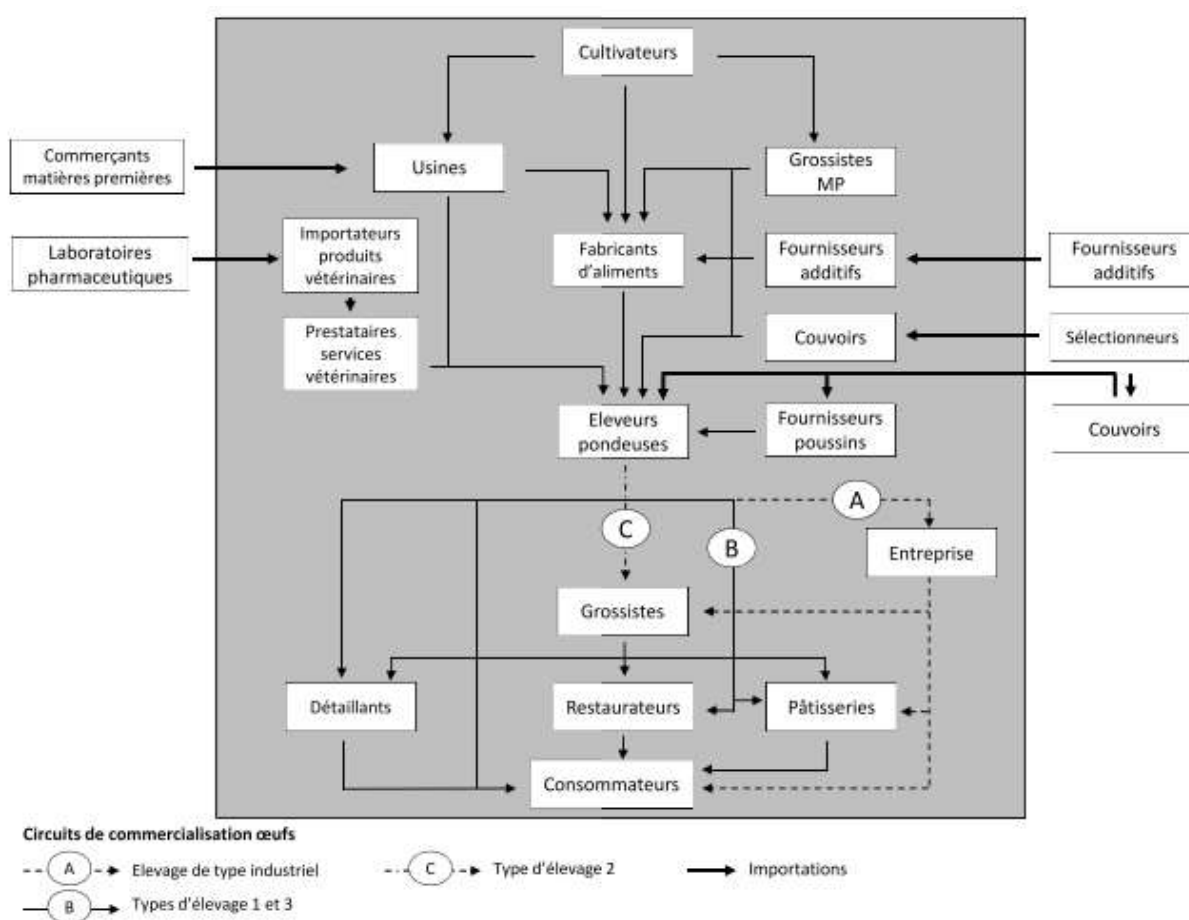 Cultivateurs
Commerçants
matières premières
Usines
Grossistes
MP
Laboratoires
pharmaceutiques
Importateurs
produits
vétérinaires
Fabricants
d'aliments
Fournisseurs
additifs
Fournisseurs
additifs
Prestataires
services
vétérinaires
Couvoirs
Sélectionneurs
Eleveurs
pondeuses
Fournisseurs
poussins
Couvoirs
A
C
B
Entreprise
Grossistes
Détaillants
Restaurateurs
Pâtisseries
Consommateurs
Circuits de commercialisation œufs
A Elevage de type industriel
C Type d'élevage 2
Importations
B Types d'élevage 1 et 3